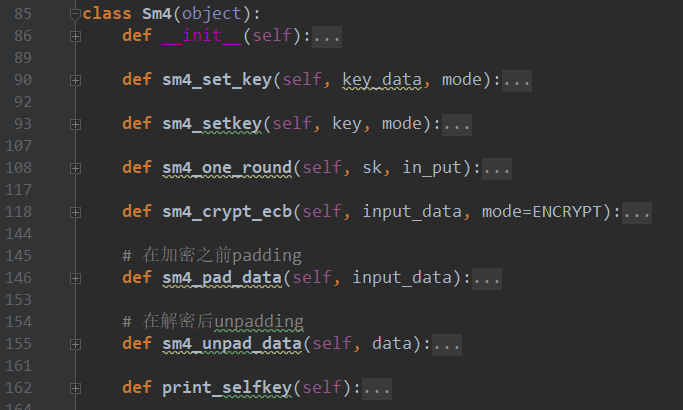 85 class Sm4(object):
86 def __init__(self):...
89
90 def sm4_set_key(self, key_data, mode):...
92
93 def sm4_setkey(self, key, mode):...
107
108 def sm4_one_round(self, sk, in_put):...
117
118 def sm4_crypt_ecb(self, input_data, mode=ENCRYPT):...
144
145 # 在加密之前padding
146 def sm4_pad_data(self, input_data):...
153
154 # 在解密后unpadding
155 def sm4_unpad_data(self, data):...
161
162 def print_selfkey(self):...
164